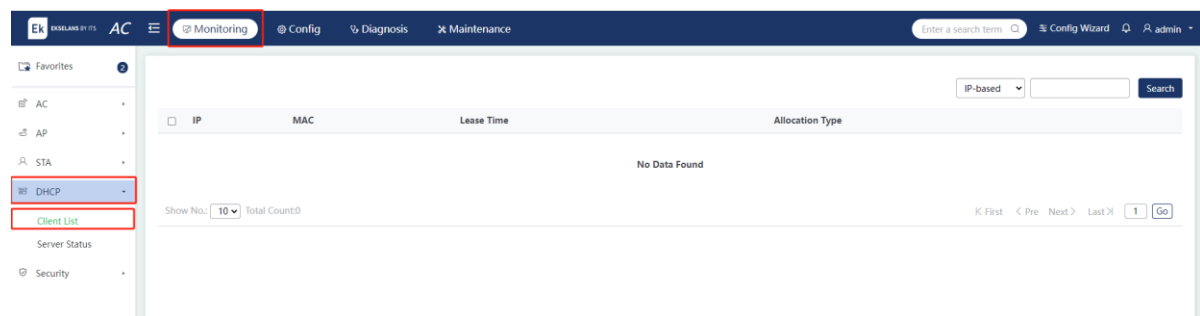 Ek EKSELANS BY ITS AC Monitoring Config Diagnosis Maintenance Enter a search term Config Wizard admin
Favorites 2
AC
AP
STA
DHCP
Client List
Server Status
Security
IP-based Search
IP MAC Lease Time Allocation Type
No Data Found
Show No.: 10 Total Count:0 First Pre Next Last 1 Go